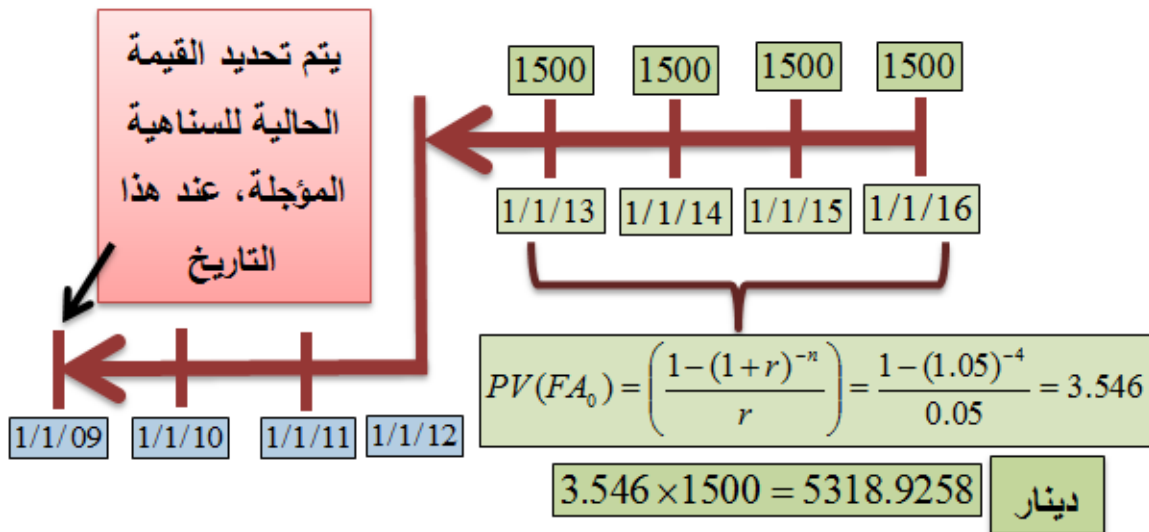 يتم تحديد القيمة
الحالية للسناهية
المؤجلة، عند هذا
التاريخ
1500 1500 1500 1500
1/1/13 1/1/14 1/1/15 1/1/16
1/1/09 1/1/10 1/1/11 1/1/12
PV(FA₀) = ((1−(1+r)⁻ⁿ)/r) = (1−(1.05)⁻⁴)/0.05 = 3.546
3.546×1500 = 5318.9258 دينار